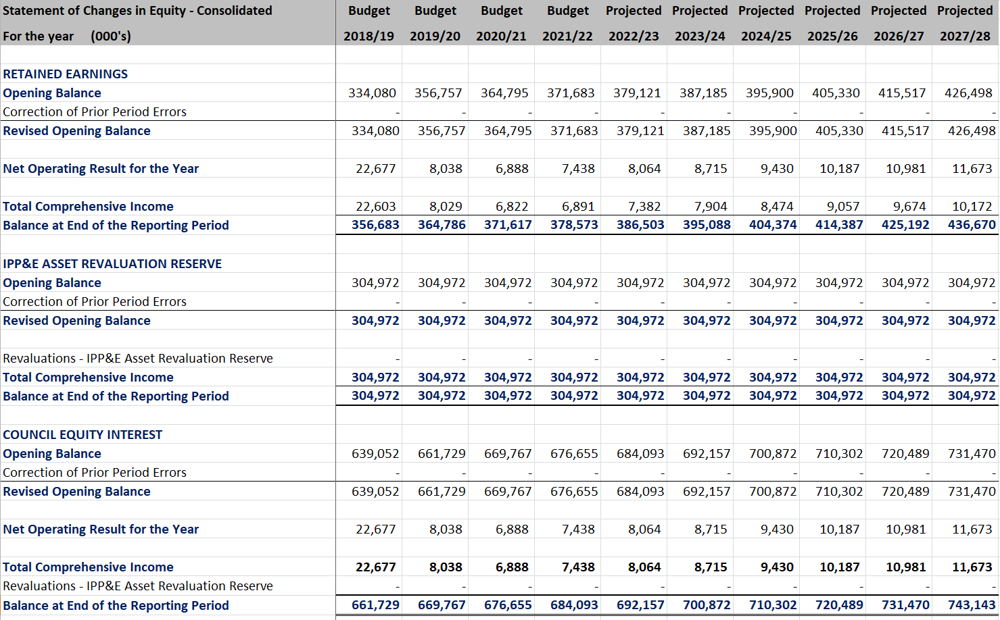 Statement of Changes in Equity - Consolidated Budget Budget Budget Budget Projected Projected Projected Projected Projected Projected
For the year (000's) 2018/19 2019/20 2020/21 2021/22 2022/23 2023/24 2024/25 2025/26 2026/27 2027/28
RETAINED EARNINGS
Opening Balance 334,080 356,757 364,795 371,683 379,121 387,185 395,900 405,330 415,517 426,498
Correction of Prior Period Errors - - - - - - - - - -
Revised Opening Balance 334,080 356,757 364,795 371,683 379,121 387,185 395,900 405,330 415,517 426,498
Net Operating Result for the Year 22,677 8,038 6,888 7,438 8,064 8,715 9,430 10,187 10,981 11,673
Total Comprehensive Income 22,603 8,029 6,822 6,891 7,382 7,904 8,474 9,057 9,674 10,172
Balance at End of the Reporting Period 356,683 364,786 371,617 378,573 386,503 395,088 404,374 414,387 425,192 436,670
IPP&E ASSET REVALUATION RESERVE
Opening Balance 304,972 304,972 304,972 304,972 304,972 304,972 304,972 304,972 304,972 304,972
Correction of Prior Period Errors - - - - - - - - - -
Revised Opening Balance 304,972 304,972 304,972 304,972 304,972 304,972 304,972 304,972 304,972 304,972
Revaluations - IPP&E Asset Revaluation Reserve - - - - - - - - - -
Total Comprehensive Income 304,972 304,972 304,972 304,972 304,972 304,972 304,972 304,972 304,972 304,972
Balance at End of the Reporting Period 304,972 304,972 304,972 304,972 304,972 304,972 304,972 304,972 304,972 304,972
COUNCIL EQUITY INTEREST
Opening Balance 639,052 661,729 669,767 676,655 684,093 692,157 700,872 710,302 720,489 731,470
Correction of Prior Period Errors - - - - - - - - - -
Revised Opening Balance 639,052 661,729 669,767 676,655 684,093 692,157 700,872 710,302 720,489 731,470
Net Operating Result for the Year 22,677 8,038 6,888 7,438 8,064 8,715 9,430 10,187 10,981 11,673
Total Comprehensive Income 22,677 8,038 6,888 7,438 8,064 8,715 9,430 10,187 10,981 11,673
Revaluations - IPP&E Asset Revaluation Reserve - - - - - - - - - -
Balance at End of the Reporting Period 661,729 669,767 676,655 684,093 692,157 700,872 710,302 720,489 731,470 743,143